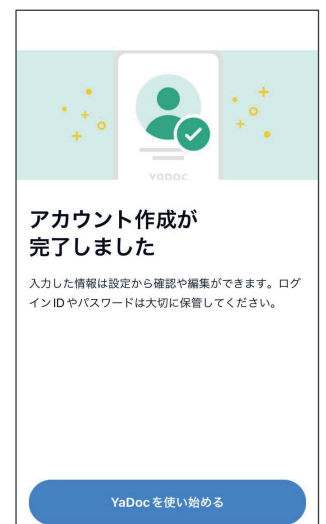 YaDoc
アカウント作成が
完了しました
入力した情報は設定から確認や編集ができます。ログ
インIDやパスワードは大切に保管してください。
YaDocを使い始める